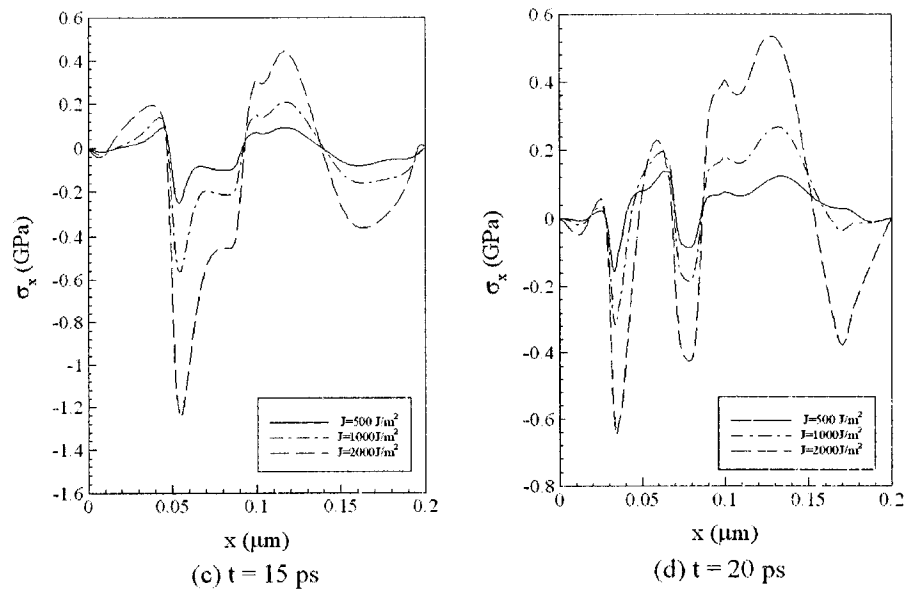 0.6
0.4
0.2
0
-0.2
-0.4
-0.6
-0.8
-1
-1.2
-1.4
-1.6
σx (GPa)
J=500 J/m²
J=1000J/m²
J=2000J/m²
0 0.05 0.1 0.15 0.2
x (μm)
(c) t = 15 ps
0.6
0.4
0.2
0
-0.2
-0.4
-0.6
-0.8
σx (GPa)
J=500 J/m²
J=1000J/m²
J=2000J/m²
0 0.05 0.1 0.15 0.2
x (μm)
(d) t = 20 ps